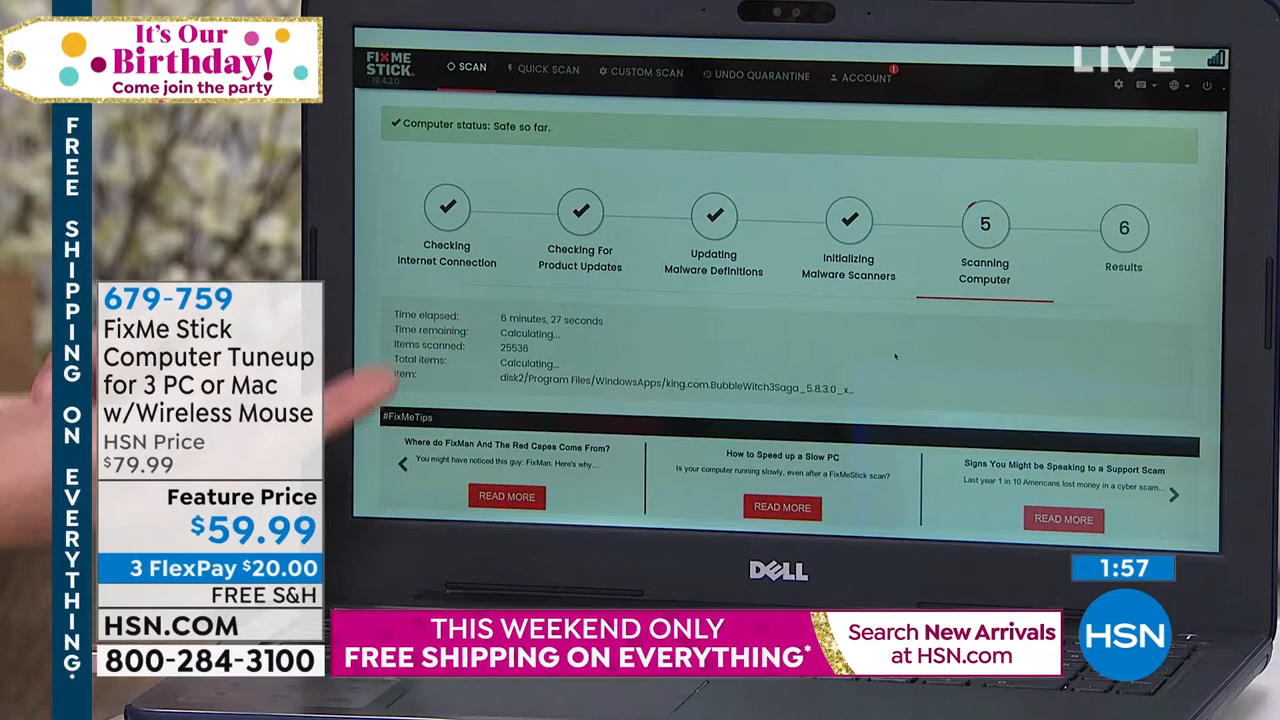 It's Our
Birthday!
Come join the party
FREE SHIPPING ON EVERYTHING*
679-759
FixMe Stick
Computer Tuneup
for 3 PC or Mac
w/Wireless Mouse
HSN Price
$79.99
Feature Price
$59.99
3 FlexPay $20.00
FREE S&H
HSN.COM
800-284-3100
LIVE
FIXME
STICK
19.4.2.0
SCAN
QUICK SCAN
CUSTOM SCAN
UNDO QUARANTINE
ACCOUNT
Computer status: Safe so far.
5
6
Checking
Internet Connection
Checking For
Product Updates
Updating
Malware Definitions
Initializing
Malware Scanners
Scanning
Computer
Results
Time elapsed: 6 minutes, 27 seconds
Time remaining: Calculating...
Items scanned: 25536
Total items: Calculating...
Item: disk2/Program Files/WindowsApps/king.com.BubbleWitch3Saga_5.8.3.0_x...
#FixMeTips
Where do FixMan And The Red Capes Come From?
You might have noticed this guy: FixMan. Here's why...
READ MORE
How to Speed up a Slow PC
Is your computer running slowly, even after a FixMeStick scan?
READ MORE
Signs You Might be Speaking to a Support Scam
Last year 1 in 10 Americans lost money in a cyber scam...
READ MORE
DELL
1:57
THIS WEEKEND ONLY
FREE SHIPPING ON EVERYTHING*
Search New Arrivals
at HSN.com
HSN